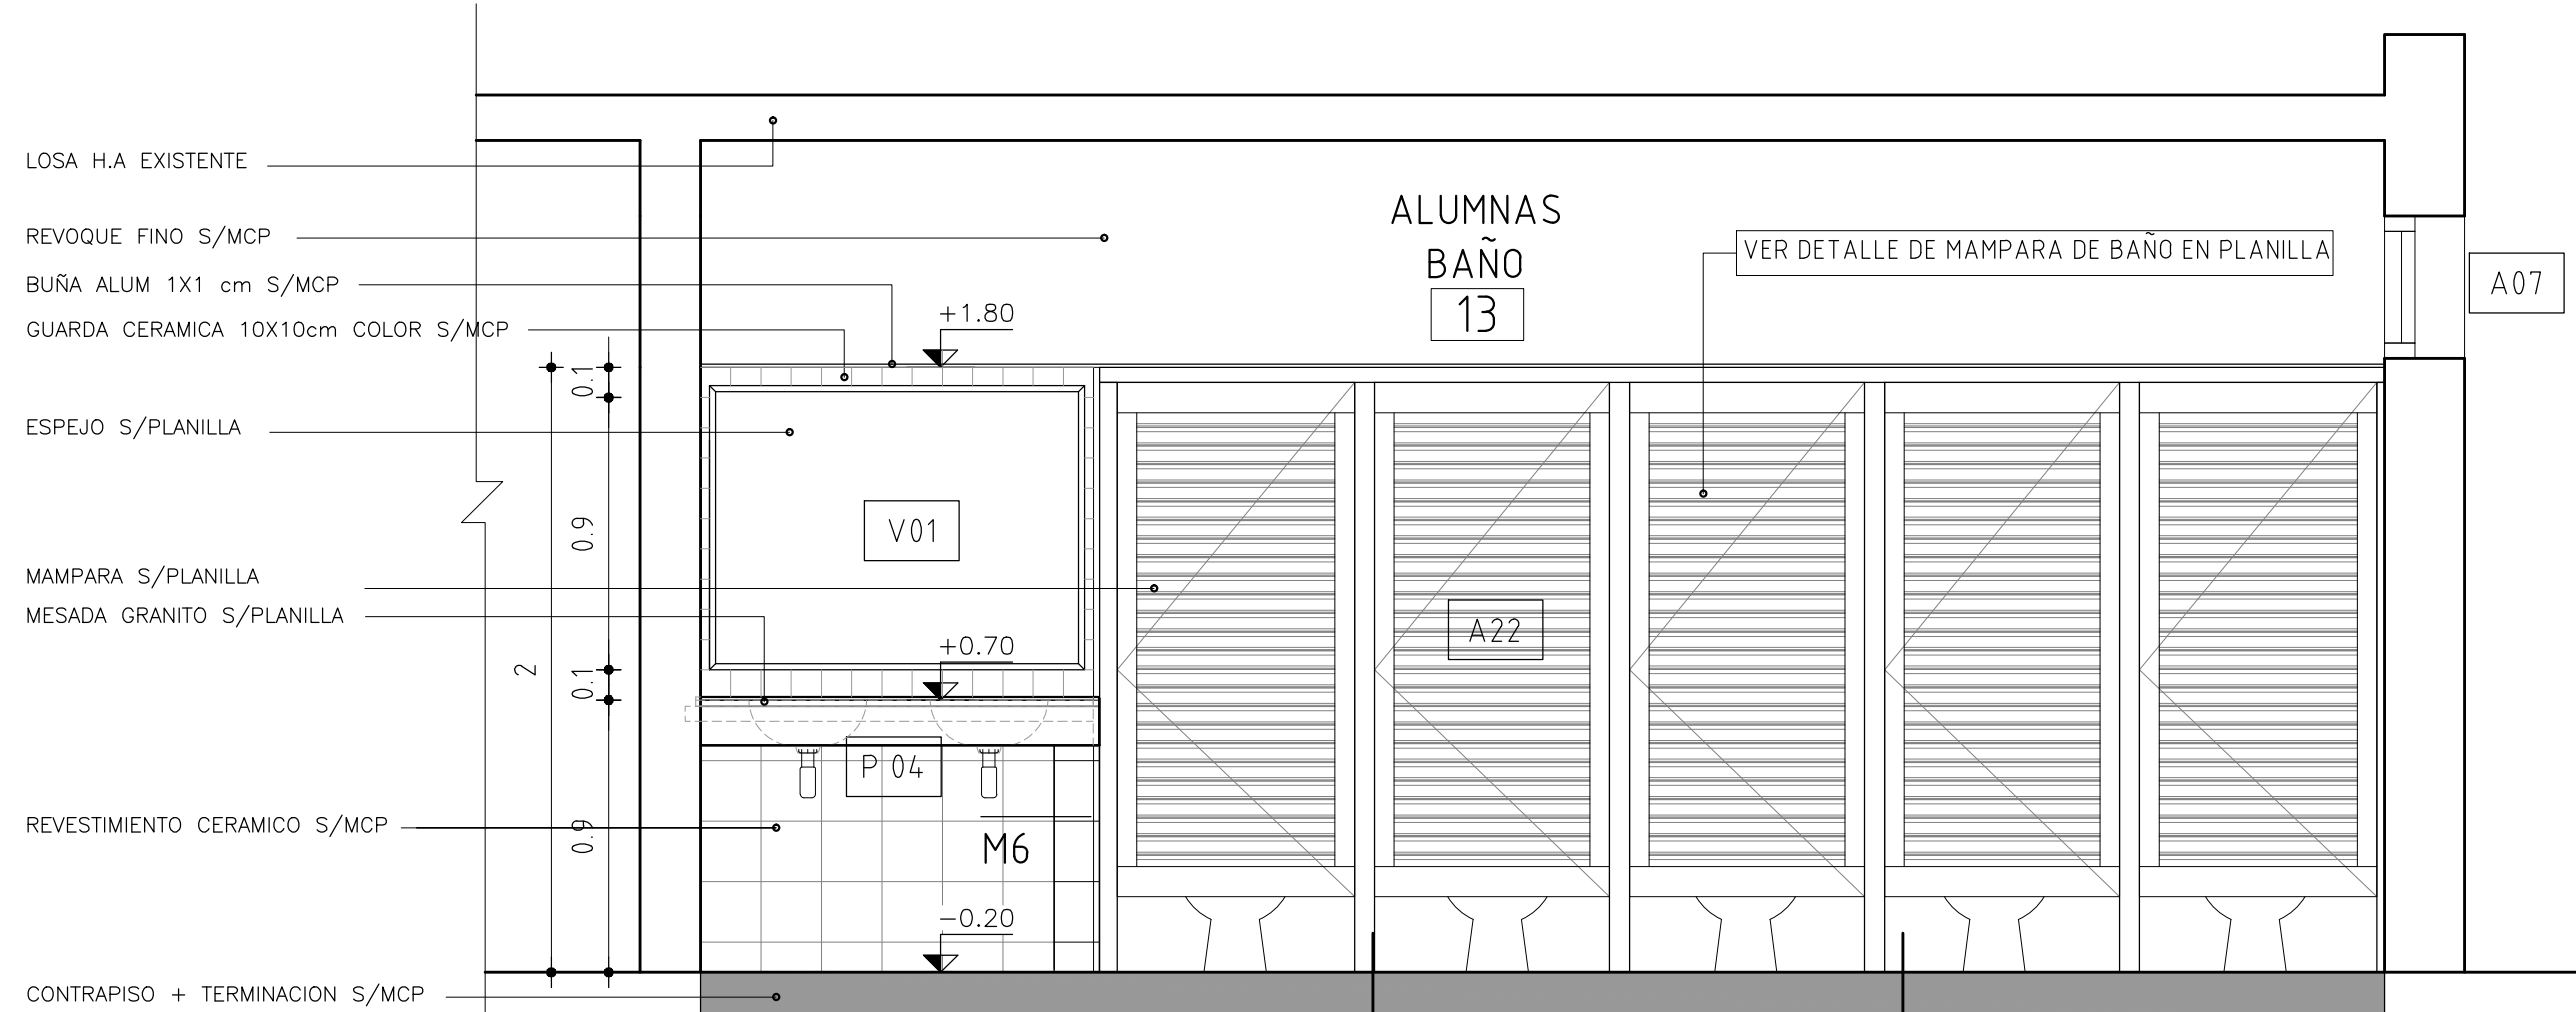 LOSA H.A EXISTENTE
REVOQUE FINO S/MCP
BUÑA ALUM 1X1 cm S/MCP
GUARDA CERAMICA 10X10cm COLOR S/MCP
ESPEJO S/PLANILLA
MAMPARA S/PLANILLA
MESADA GRANITO S/PLANILLA
REVESTIMIENTO CERAMICO S/MCP
CONTRAPISO + TERMINACION S/MCP
2
0.1
0.9
0.1
0.9
+1.80
V01
+0.70
P 04
M6
-0.20
ALUMNAS
BAÑO
13
VER DETALLE DE MAMPARA DE BAÑO EN PLANILLA
A22
A07